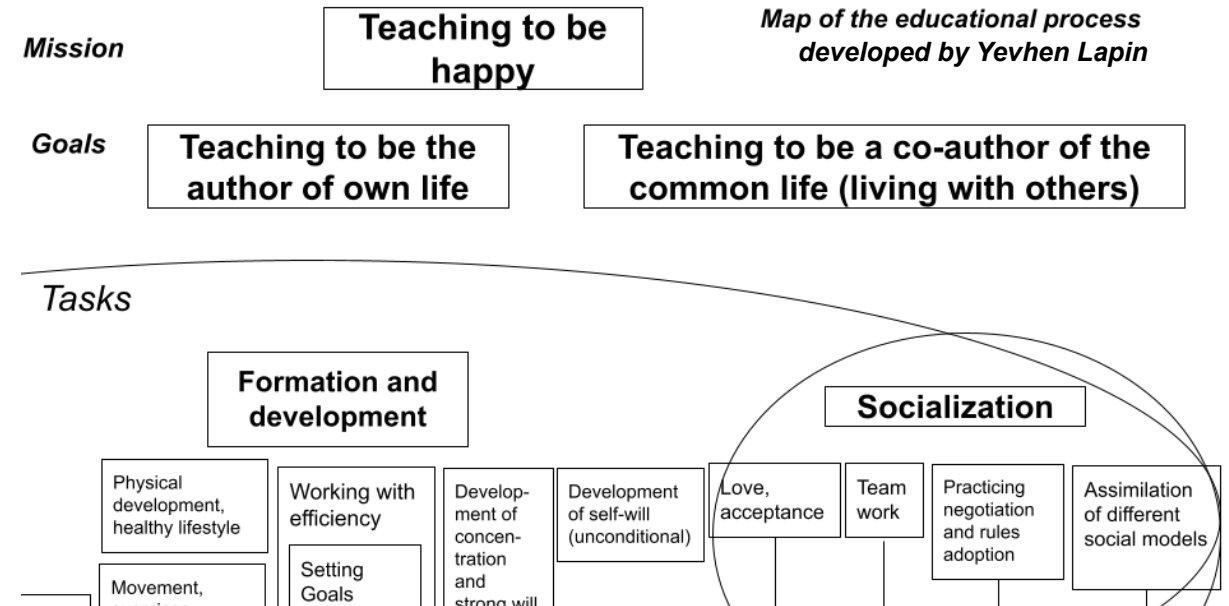 Mission
Teaching to be
happy
Map of the educational process
developed by Yevhen Lapin
Goals
Teaching to be the
author of own life
Teaching to be a co-author of the
common life (living with others)
Tasks
Formation and
development
Socialization
Physical
development,
healthy lifestyle
Working with
efficiency
Develop-
ment of
concen-
tration
and
strong will
Development
of self-will
(unconditional)
Love,
acceptance
Team
work
Practicing
negotiation
and rules
adoption
Assimilation
of different
social models
Movement,
Setting
Goals